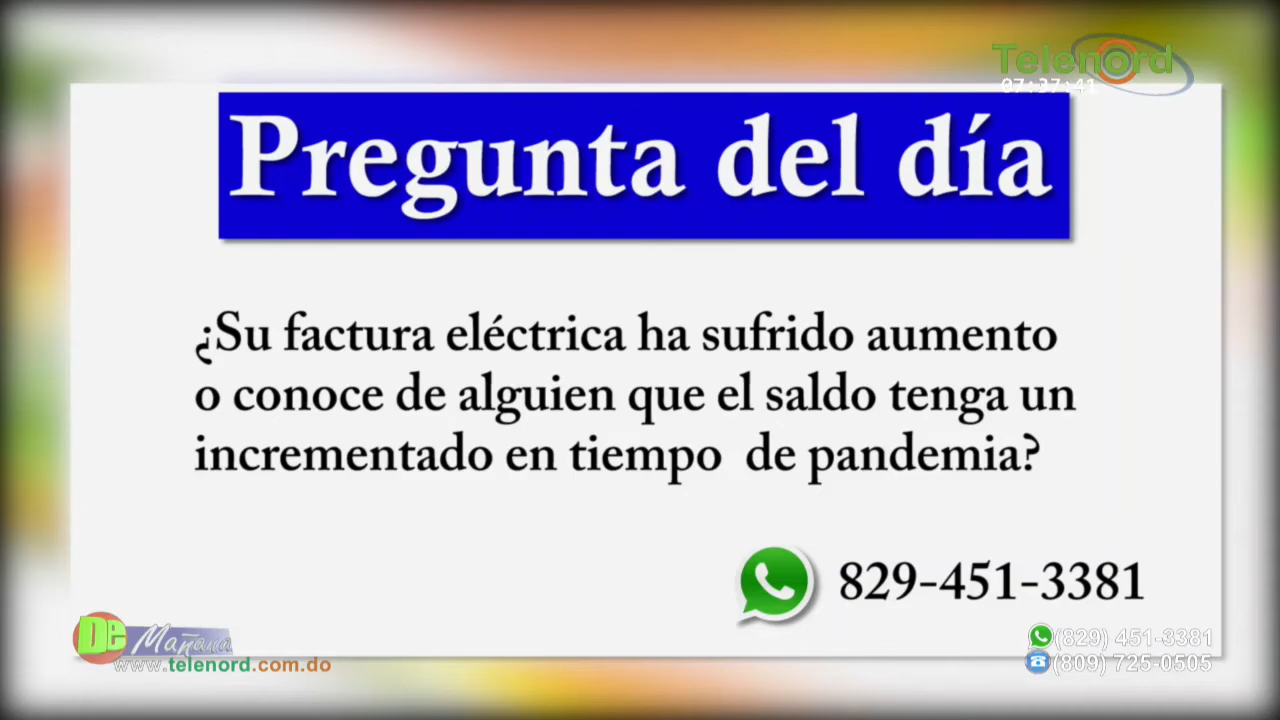 Telenord
07:37:41
Pregunta del día
¿Su factura eléctrica ha sufrido aumento
o conoce de alguien que el saldo tenga un
incrementado en tiempo de pandemia?
829-451-3381
De Mañana
www.telenord.com.do
(829) 451-3381
(809) 725-0505